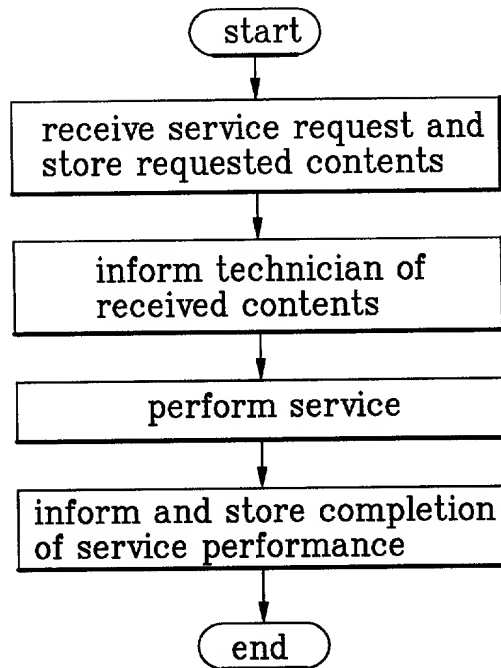 start
receive service request and
store requested contents
inform technician of
received contents
perform service
inform and store completion
of service performance
end